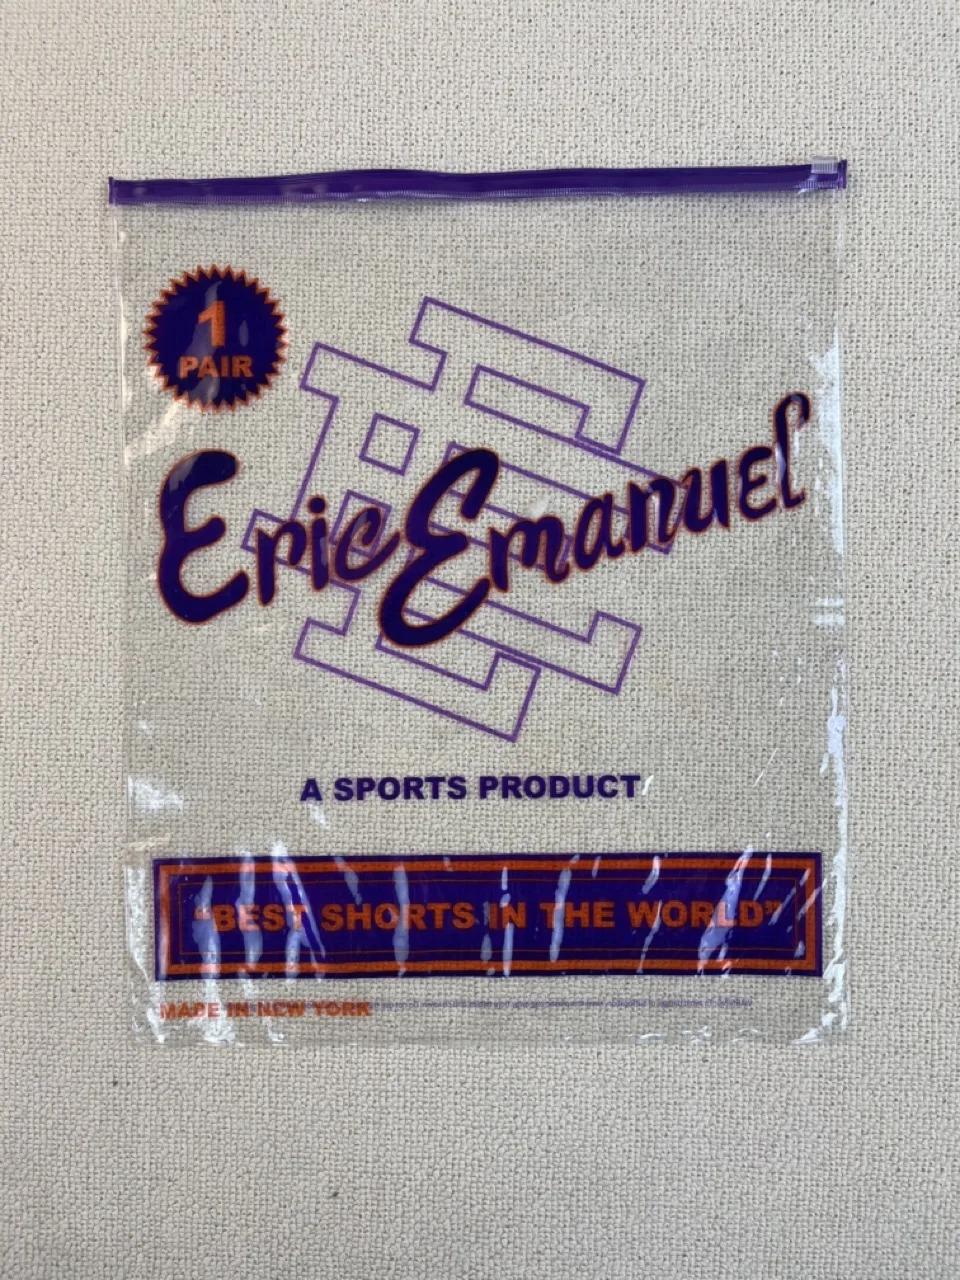 1
PAIR
Eric Emanuel
A SPORTS PRODUCT
"BEST SHORTS IN THE WORLD"
MADE IN NEW YORK